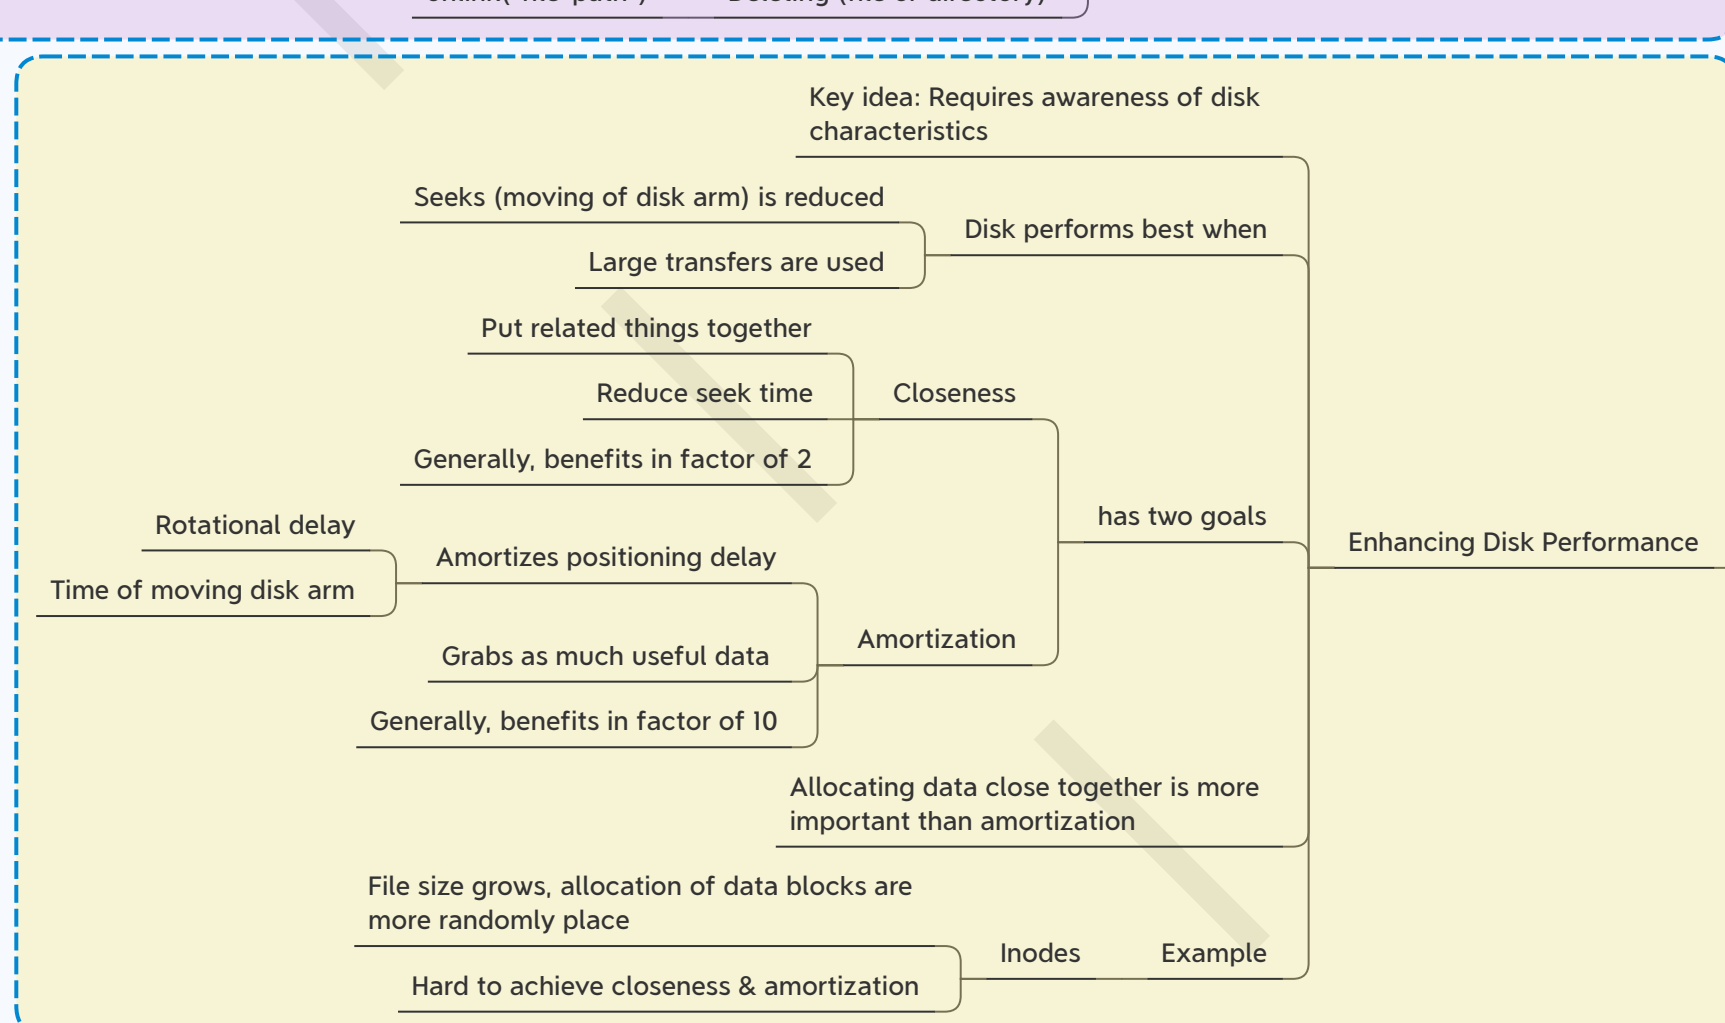 Deleting (file or directory)
Key idea: Requires awareness of disk
characteristics
Seeks (moving of disk arm) is reduced
Disk performs best when
Large transfers are used
Put related things together
Reduce seek time
Closeness
Generally, benefits in factor of 2
has two goals
Rotational delay
Enhancing Disk Performance
Amortizes positioning delay
Time of moving disk arm
Amortization
Grabs as much useful data
Generally, benefits in factor of 10
Allocating data close together is more
important than amortization
File size grows, allocation of data blocks are
more randomly place
Inodes
Example
Hard to achieve closeness & amortization